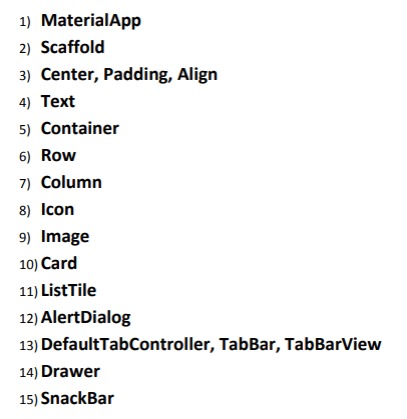 1) MaterialApp
2) Scaffold
3) Center, Padding, Align
4) Text
5) Container
6) Row
7) Column
8) Icon
9) Image
10) Card
11) ListTile
12) AlertDialog
13) DefaultTabController, TabBar, TabBarView
14) Drawer
15) SnackBar